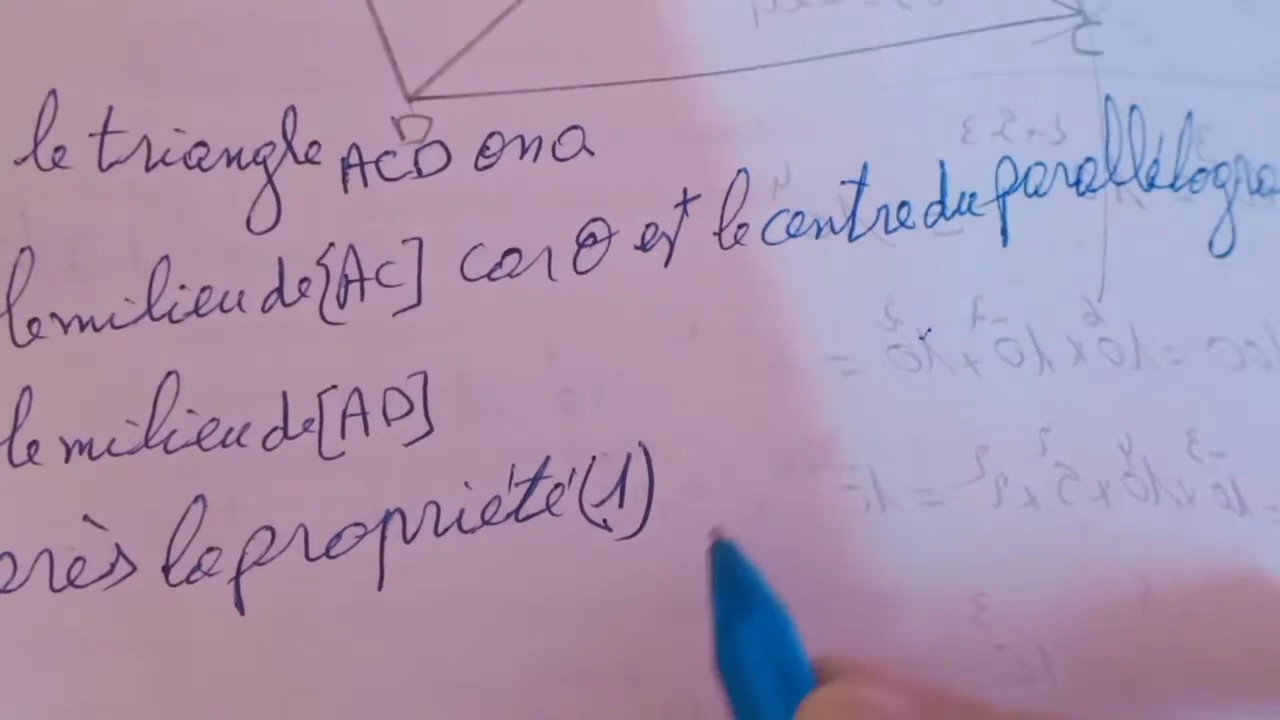 D
C
le triangle ACD on a
le milieu de [AC] car O est le centre du parallélogra
le milieu de [AD]
près la propriété (1)